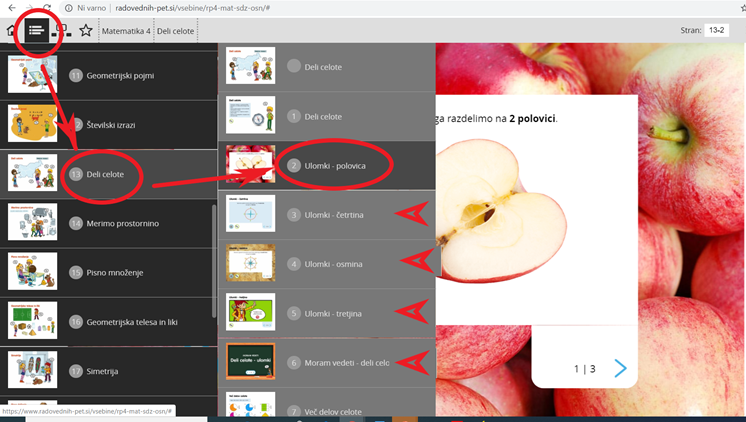 Ni varno | radovednih-pet.si/vsebine/rp4-mat-sdz-osn/#
Matematika 4 Deli celote Stran: 13-2
11 Geometrijski pojmi
Številski izrazi
13 Deli celote
14 Merimo prostornino
15 Pisno množenje
16 Geometrijska telesa in liki
17 Simetrija
Deli celote
1 Deli celote
2 Ulomki - polovica
3 Ulomki - četrtina
4 Ulomki - osmina
5 Ulomki - tretjina
6 Moram vedeti - deli celo
7 Več delov celote
Deli celote - ulomki
ga razdelimo na 2 polovici.
1 | 3
https://www.radovednih-pet.si/vsebine/rp4-mat-sdz-osn/#